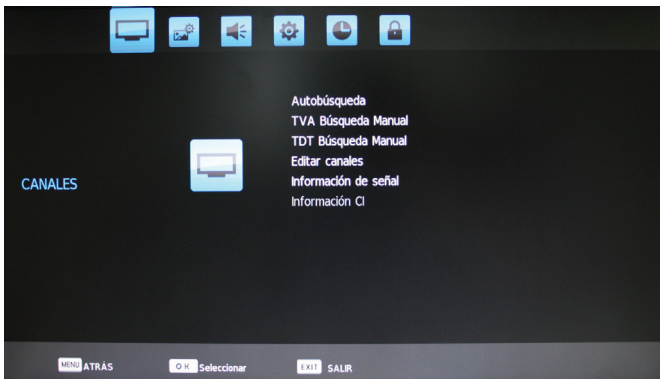 Autobúsqueda
TVA Búsqueda Manual
TDT Búsqueda Manual
Editar canales
CANALES
Información de señal
Información CI
MENU ATRÁS OK Seleccionar EXIT SALIR